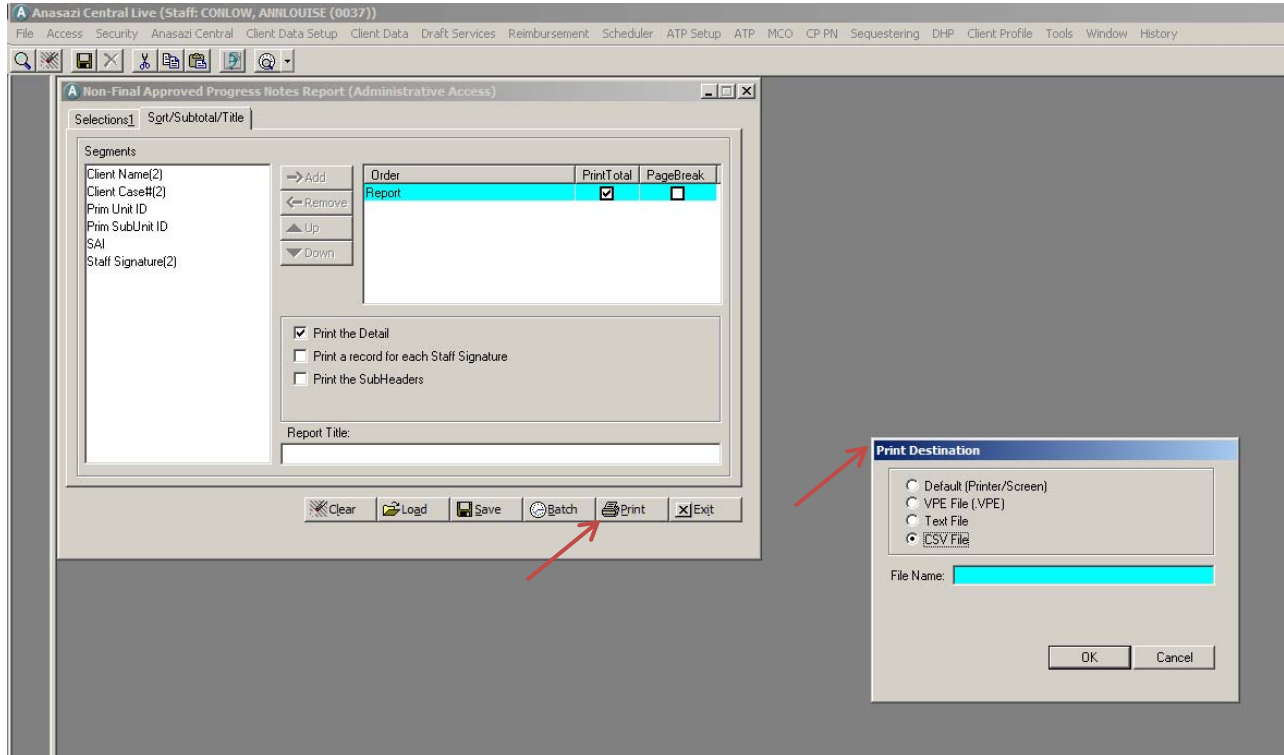 Anasazi Central Live (Staff: CONLOW, ANNLOUISE (0037))
File Access Security Anasazi Central Client Data Setup Client Data Draft Services Reimbursement Scheduler ATP Setup ATP MCO CP PN Sequestering DHP Client Profile Tools Window History
Non-Final Approved Progress Notes Report (Administrative Access)
Selections1 Sort/Subtotal/Title
Segments
Client Name(2)
Client Case#(2)
Prim Unit ID
Prim SubUnit ID
SAI
Staff Signature(2)
Add
Remove
Up
Down
Order PrintTotal PageBreak
Report
Print the Detail
Print a record for each Staff Signature
Print the SubHeaders
Report Title:
Clear Load Save Batch Print Exit
Print Destination
Default (Printer/Screen)
VPE File (.VPE)
Text File
CSV File
File Name:
OK Cancel